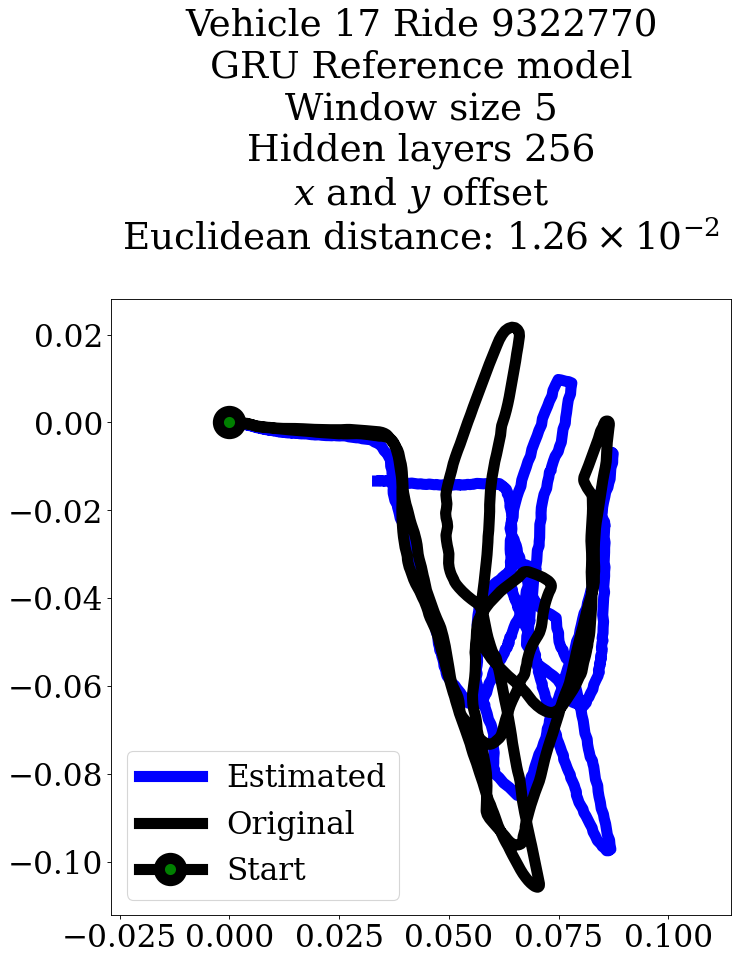 Vehicle 17 Ride 9322770
GRU Reference model
Window size 5
Hidden layers 256
x and y offset
Euclidean distance: 1.26 × 10⁻²
0.02
0.00
−0.02
−0.04
−0.06
−0.08
−0.10
Estimated
Original
Start
−0.025 0.000 0.025 0.050 0.075 0.100